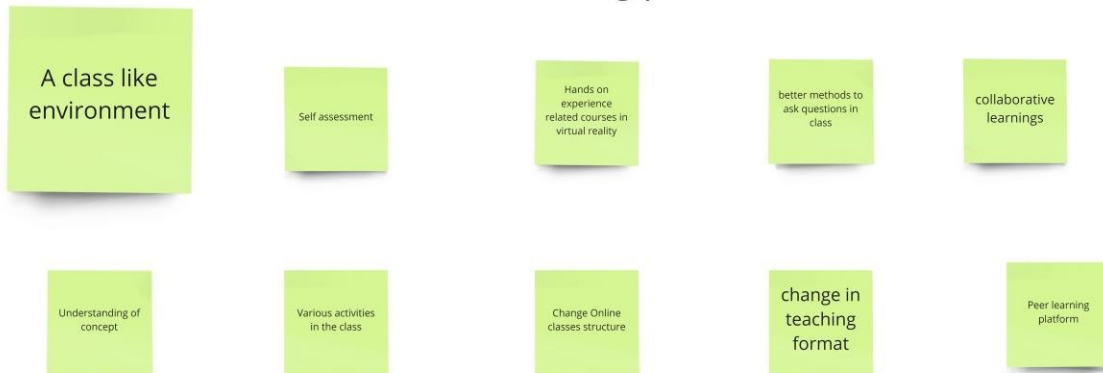 A class like
environment
Self assessment
Hands on
experience
related courses in
virtual reality
better methods to
ask questions in
class
collaborative
learnings
Understanding of
concept
Various activities
in the class
Change Online
classes structure
change in
teaching
format
Peer learning
platform